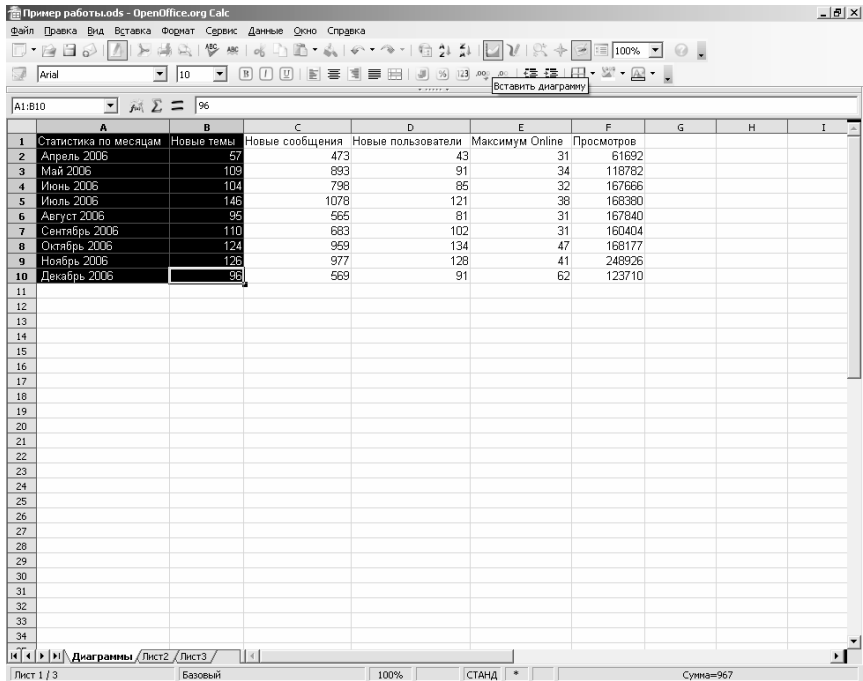 Пример работы.ods - OpenOffice.org Calc
Файл Правка Вид Вставка Формат Сервис Данные Окно Справка
100%
Arial 10
Вставить диаграмму
A1:B10 96
A B C D E F G H I
1 Статистика по месяцам Новые темы Новые сообщения Новые пользователи Максимум Online Просмотров
2 Апрель 2006 57 473 43 31 61692
3 Май 2006 109 893 91 34 118782
4 Июнь 2006 104 798 85 32 167666
5 Июль 2006 146 1078 121 38 168380
6 Август 2006 95 565 81 31 167840
7 Сентябрь 2006 110 683 102 31 160404
8 Октябрь 2006 124 959 134 47 168177
9 Ноябрь 2006 126 977 128 41 248926
10 Декабрь 2006 96 569 91 62 123710
11
12
13
14
15
16
17
18
19
20
21
22
23
24
25
26
27
28
29
30
31
32
33
34
Диаграммы Лист2 Лист3
Лист 1 / 3 Базовый 100% СТАНД * Сумма=967